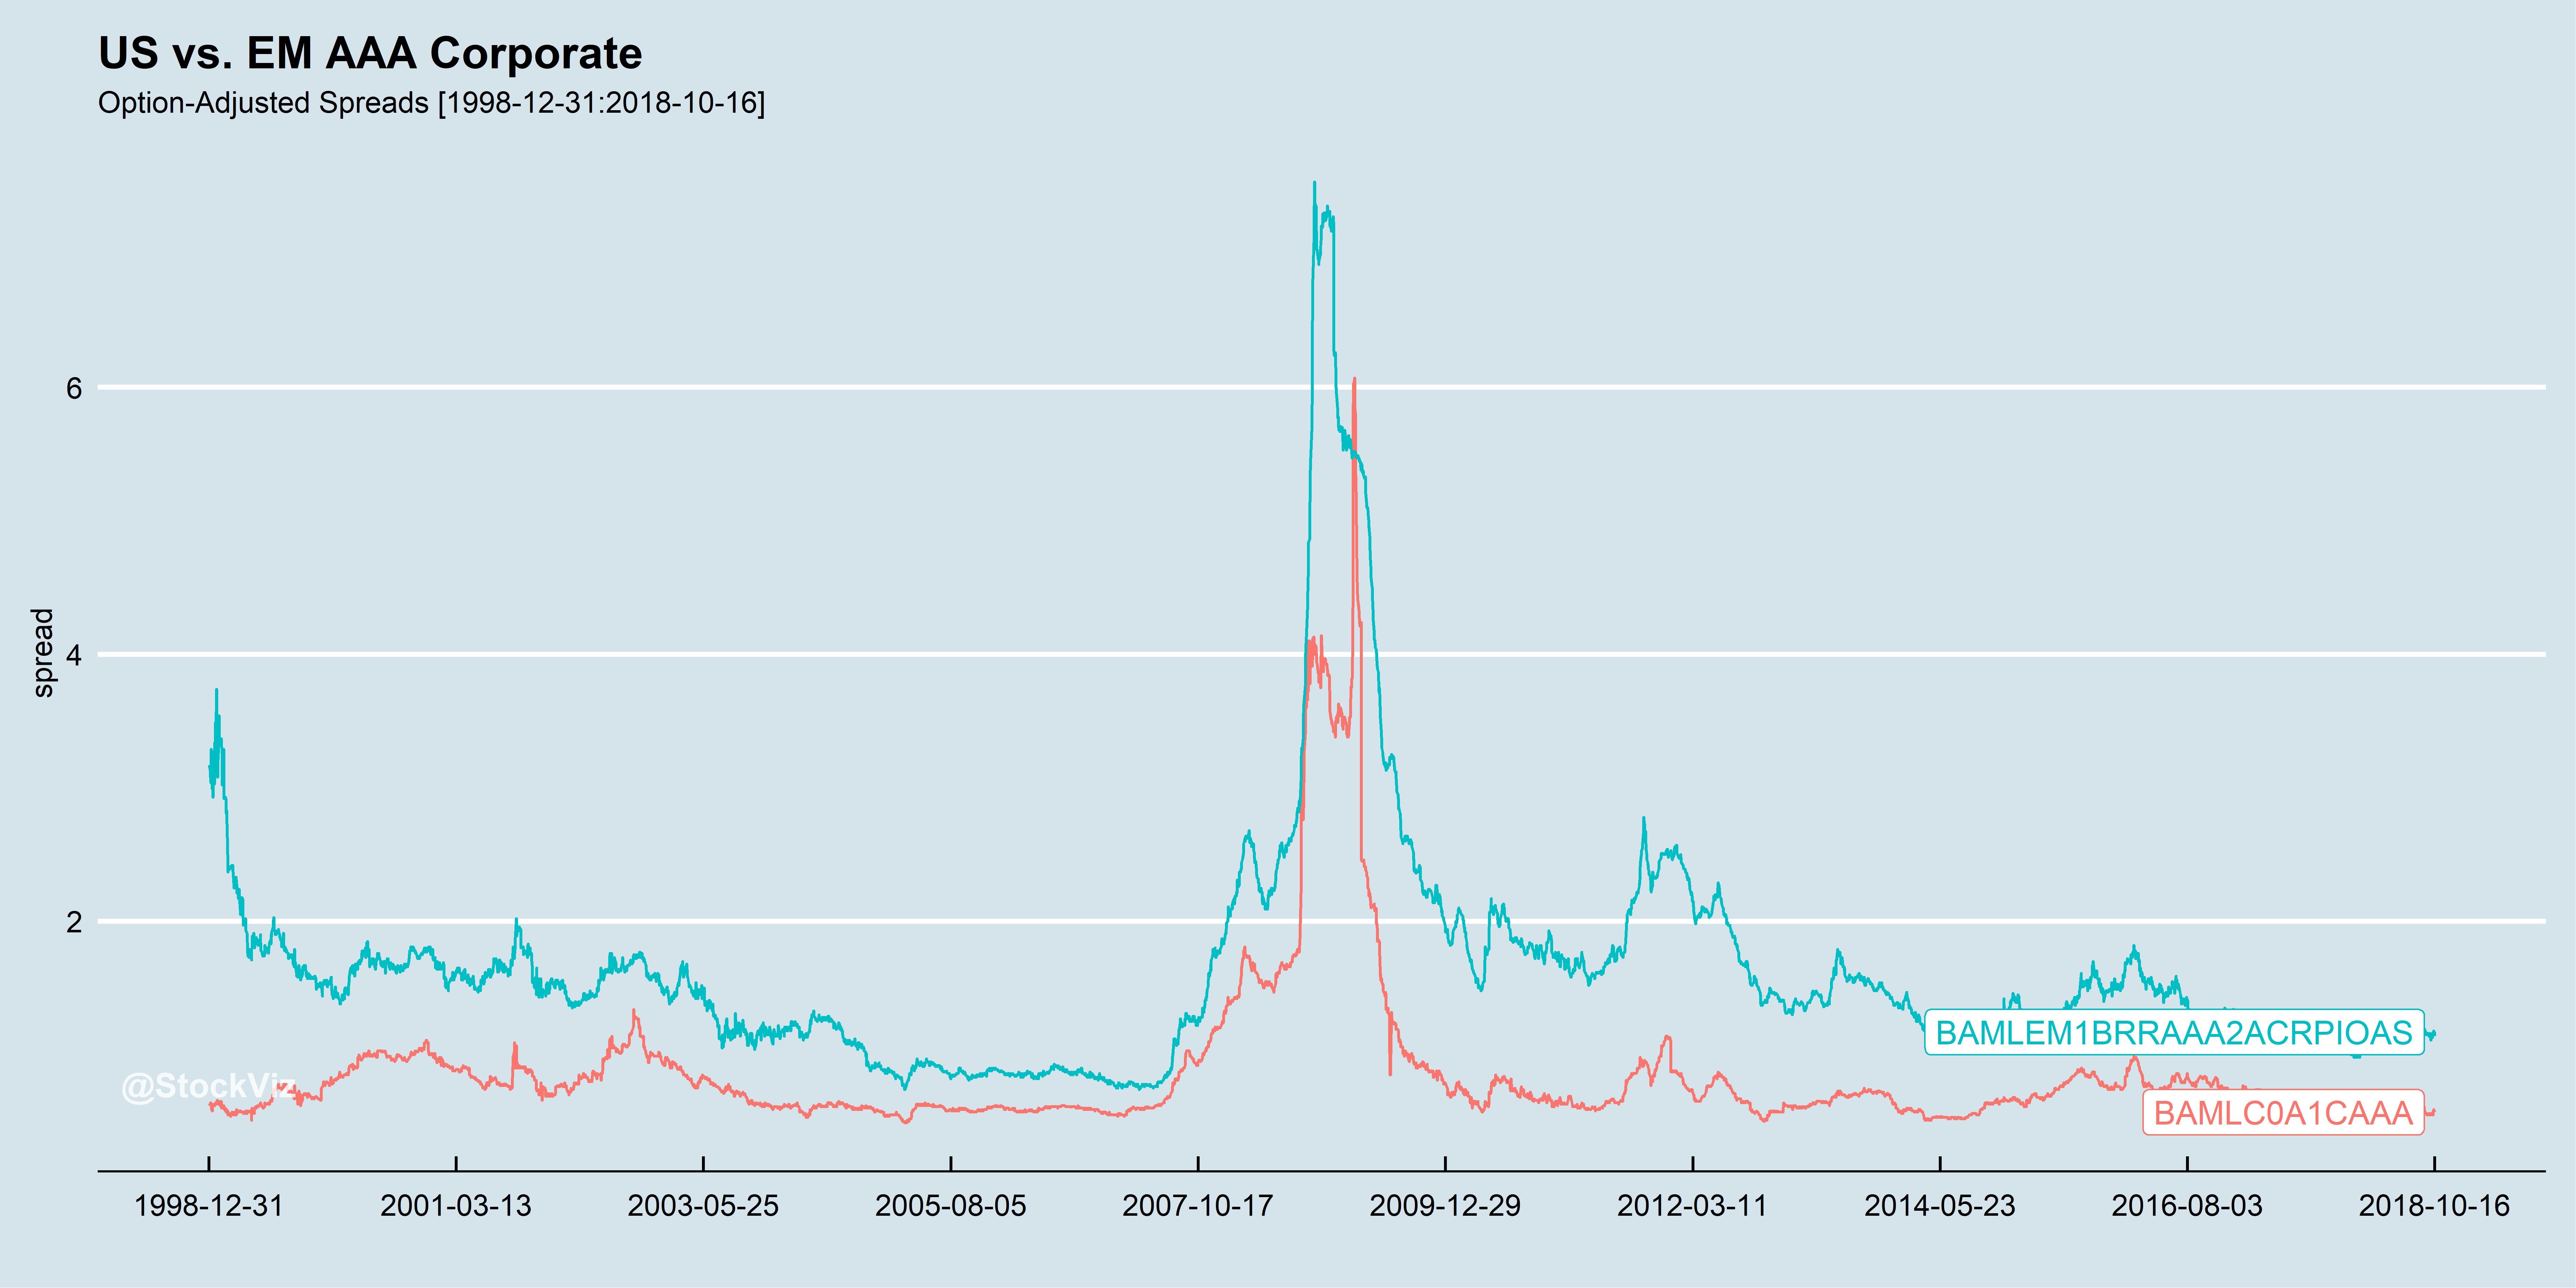 US vs. EM AAA Corporate
Option-Adjusted Spreads [1998-12-31:2018-10-16]
6
4
2
spread
BAMLEM1BRRAAA2ACRPIOAS
@StockViz
BAMLC0A1CAAA
1998-12-31 2001-03-13 2003-05-25 2005-08-05 2007-10-17 2009-12-29 2012-03-11 2014-05-23 2016-08-03 2018-10-16